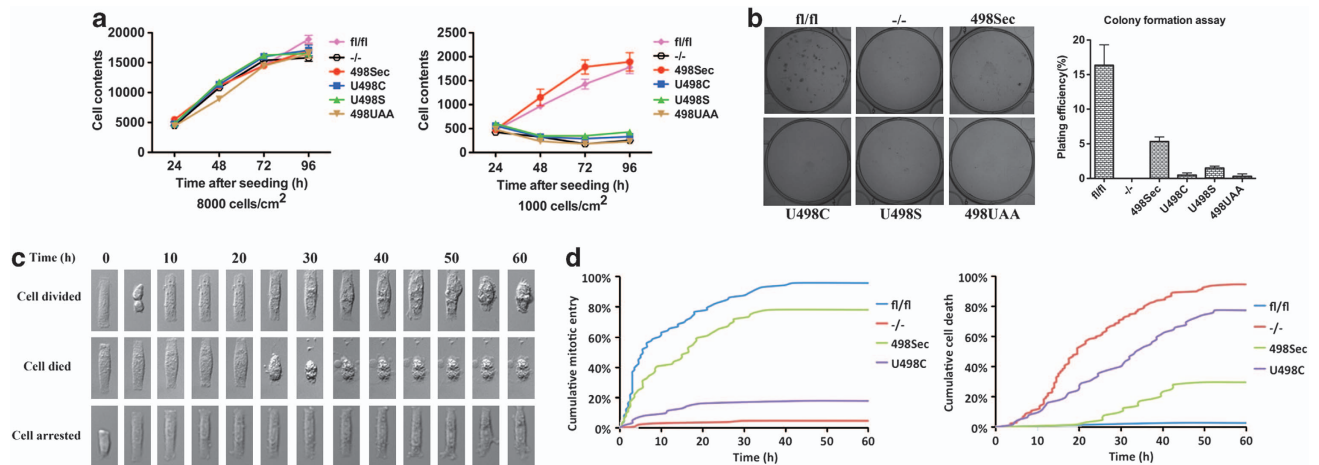 a
20000
15000
10000
5000
0
Cell contents
24 48 72 96
Time after seeding (h)
8000 cells/cm2
fl/fl
-/-
498Sec
U498C
U498S
498UAA
2500
2000
1500
1000
500
0
Cell contents
24 48 72 96
Time after seeding (h)
1000 cells/cm2
fl/fl
-/-
498Sec
U498C
U498S
498UAA
b
fl/fl -/- 498Sec
U498C U498S 498UAA
Colony formation assay
20
15
10
5
0
Plating efficiency(%)
fl/fl -/- 498Sec U498C U498S 498UAA
c Time (h) 0 10 20 30 40 50 60
Cell divided
Cell died
Cell arrested
d
100%
80%
60%
40%
20%
0%
Cumulative mitotic entry
0 10 20 30 40 50 60
Time (h)
fl/fl
-/-
498Sec
U498C
100%
80%
60%
40%
20%
0%
Cumulative cell death
0 10 20 30 40 50 60
Time (h)
fl/fl
-/-
498Sec
U498C